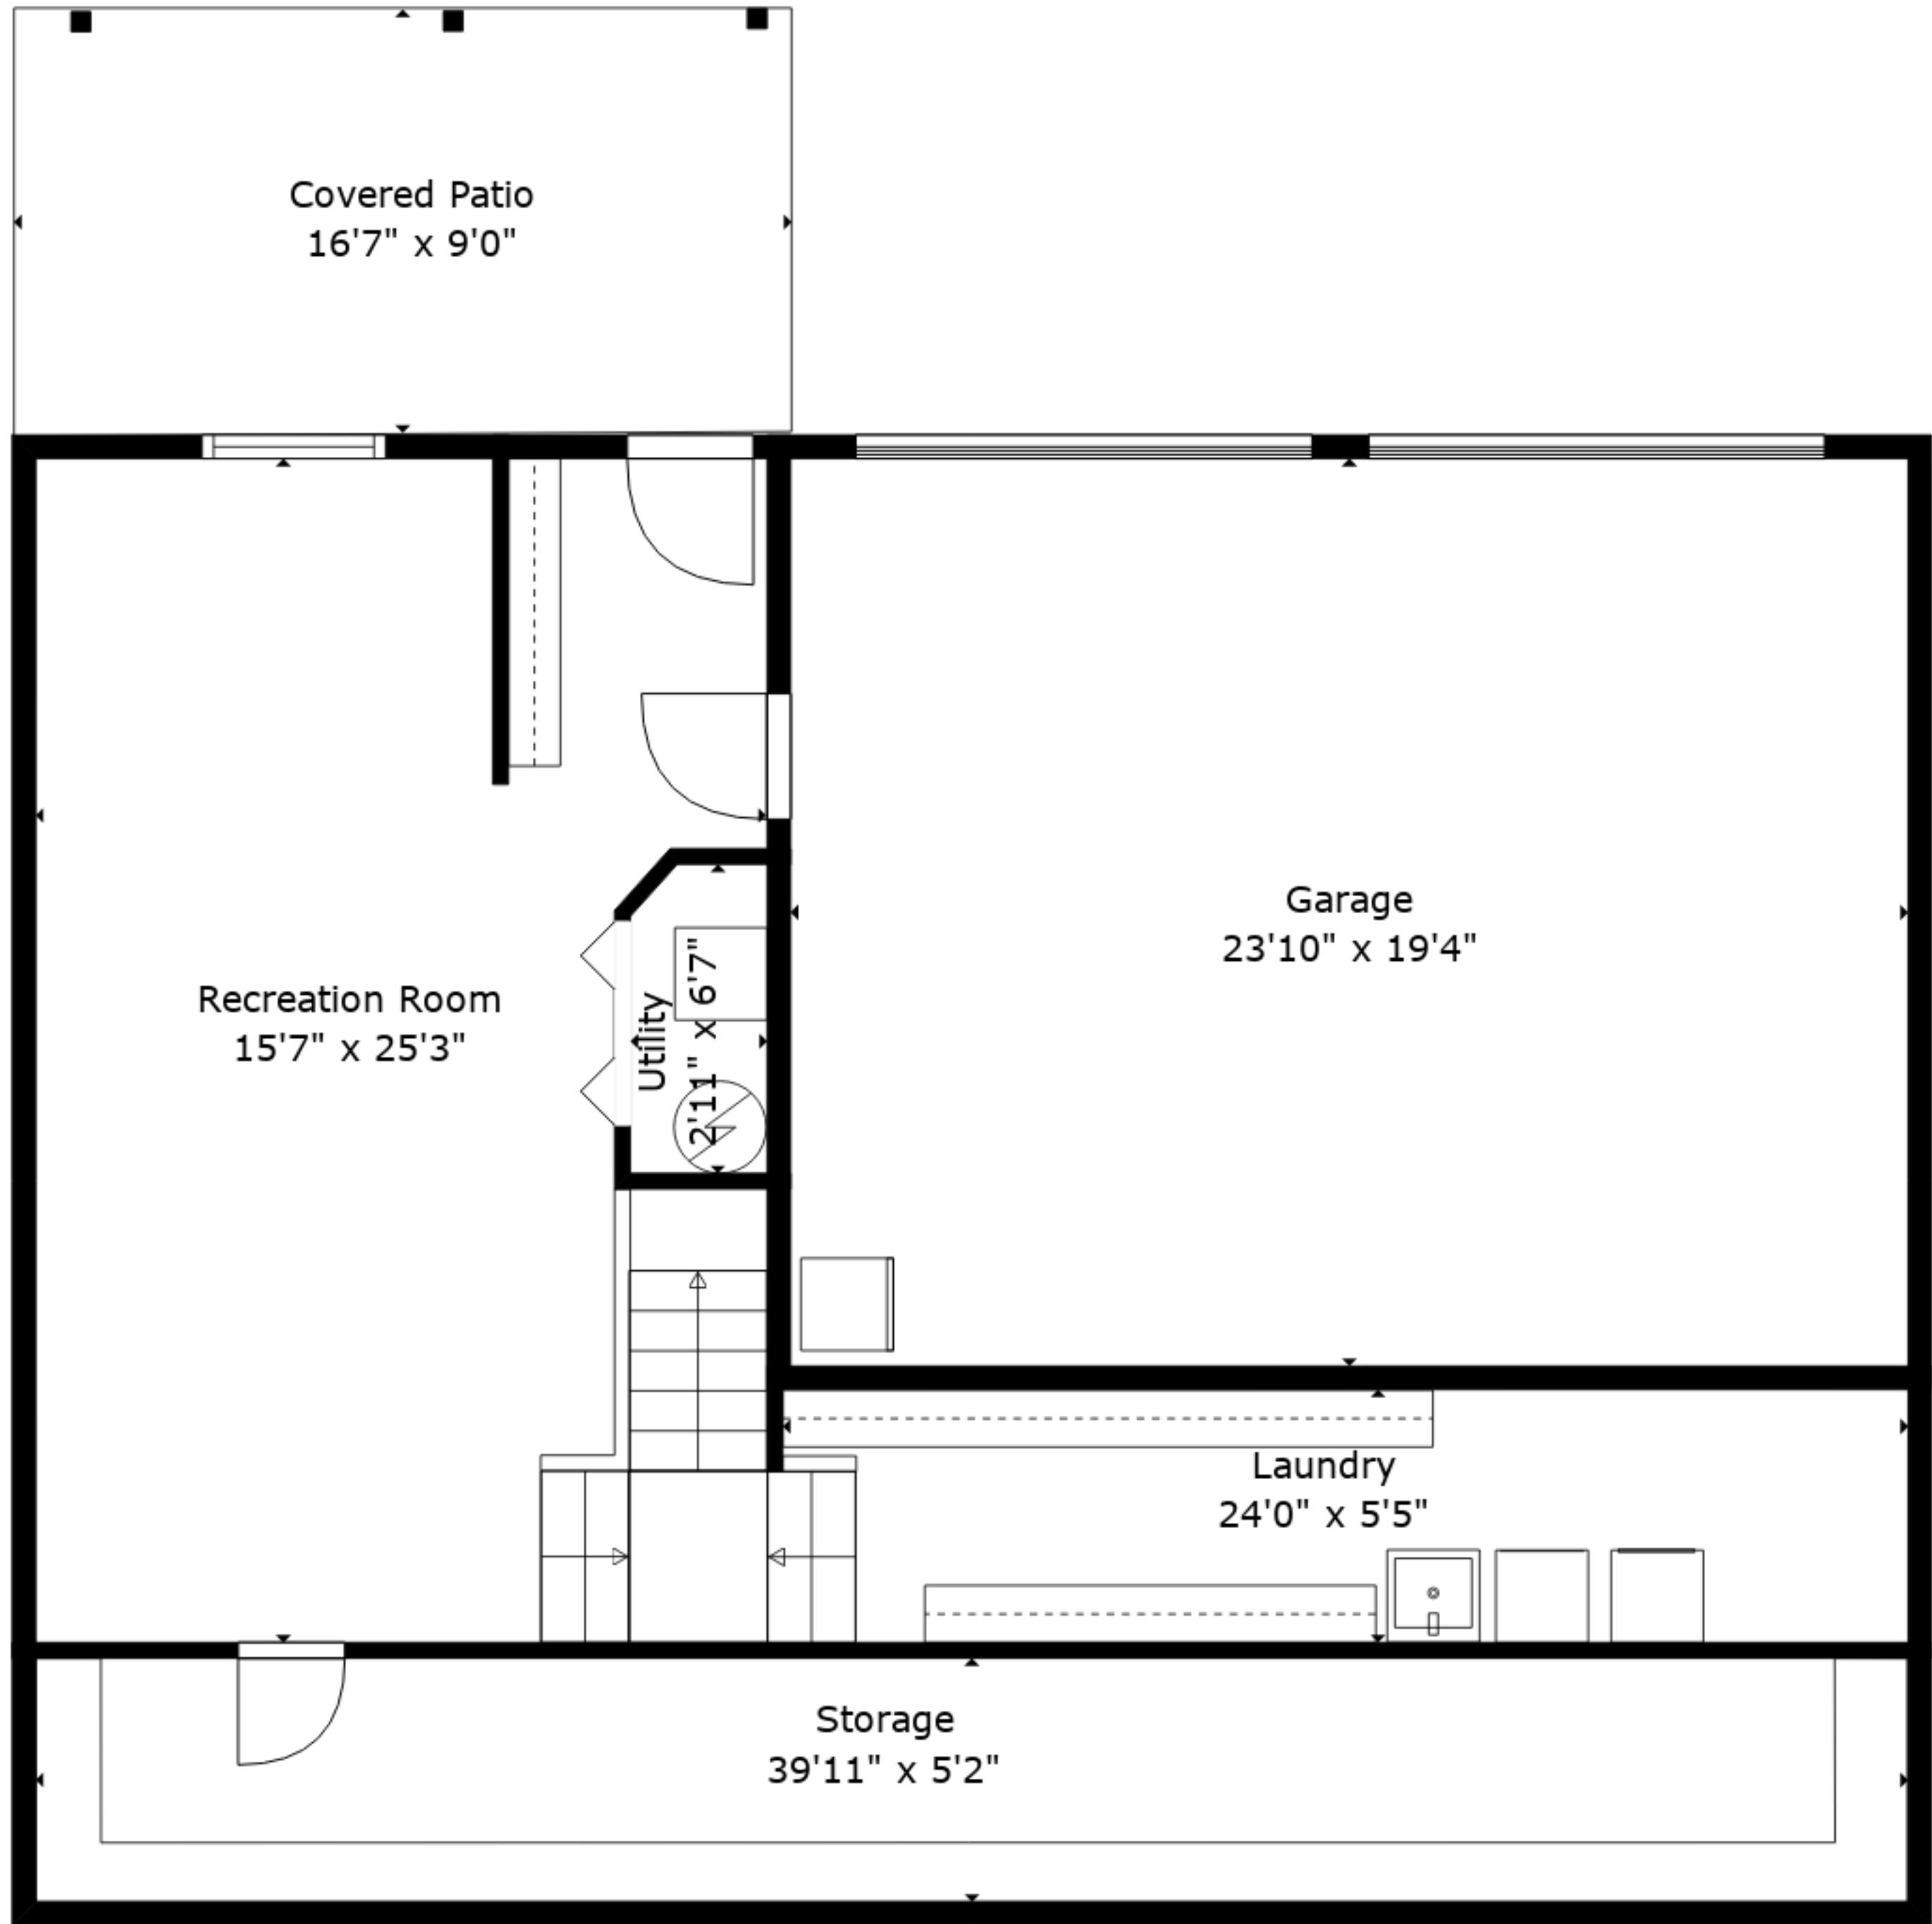 Covered Patio
16'7" x 9'0"
Garage
23'10" x 19'4"
Recreation Room
15'7" x 25'3"
Utility
2'11" x 6'7"
Laundry
24'0" x 5'5"
Storage
39'11" x 5'2"